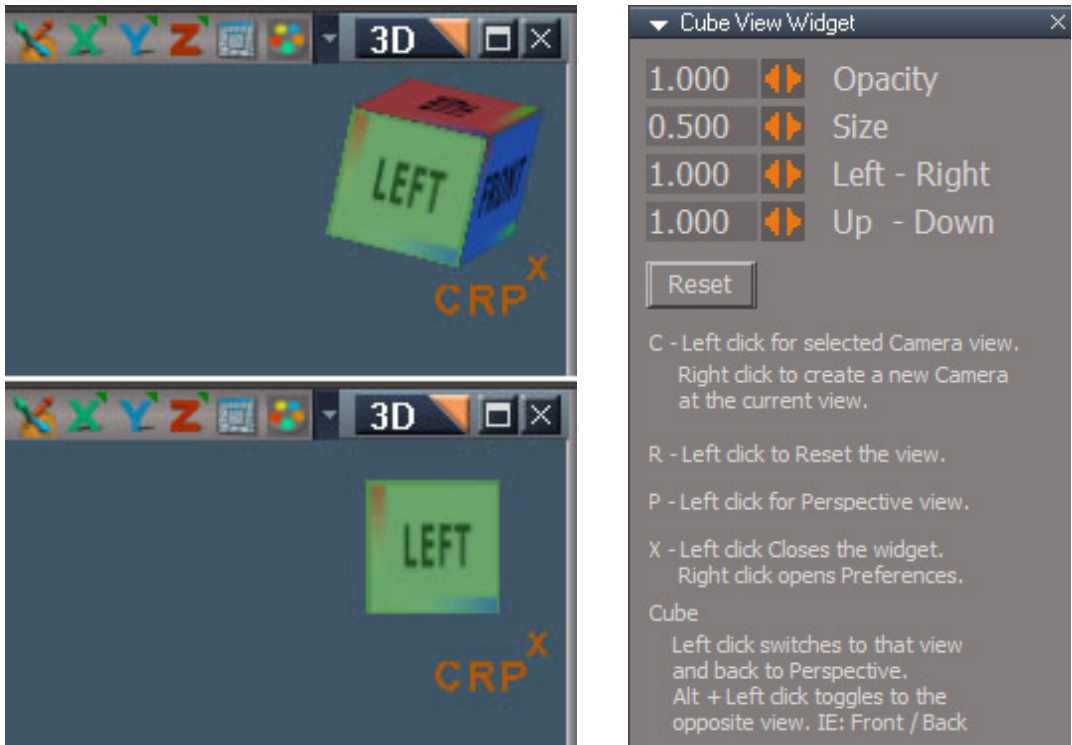 X Y Z 3D
LEFT
FRONT
X
CRP
X Y Z 3D
LEFT
X
CRP
Cube View Widget
1.000 Opacity
0.500 Size
1.000 Left - Right
1.000 Up - Down
Reset
C - Left click for selected Camera view.
Right click to create a new Camera
at the current view.
R - Left click to Reset the view.
P - Left click for Perspective view.
X - Left click Closes the widget.
Right click opens Preferences.
Cube
Left click switches to that view
and back to Perspective.
Alt + Left click toggles to the
opposite view. IE: Front / Back